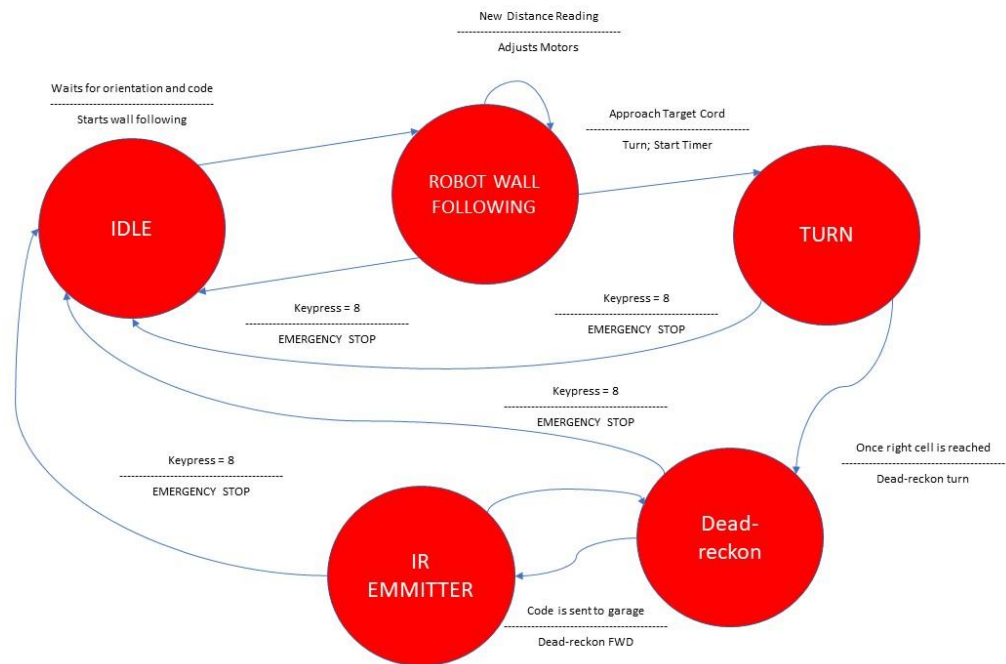 New Distance Reading
Adjusts Motors
Waits for orientation and code
Starts wall following
Approach Target Cord
Turn; Start Timer
ROBOT WALL
FOLLOWING
IDLE
TURN
Keypress = 8
EMERGENCY STOP
Keypress = 8
EMERGENCY STOP
Keypress = 8
EMERGENCY STOP
Once right cell is reached
Dead-reckon turn
Keypress = 8
EMERGENCY STOP
Dead-
reckon
IR
EMMITTER
Code is sent to garage
Dead-reckon FWD